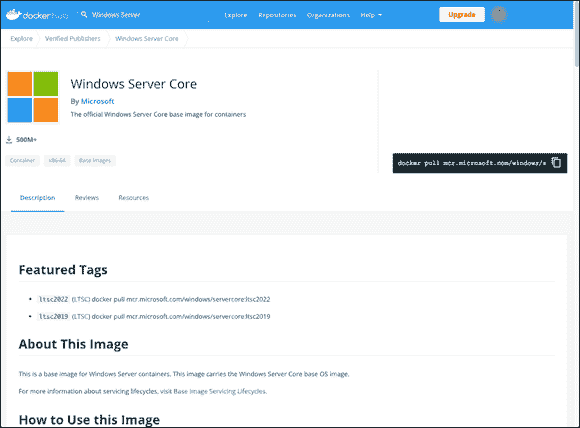 dockerhub Windows Server Explore Repositories Organizations Help Upgrade
Explore Verified Publishers Windows Server Core
Windows Server Core
By Microsoft
The official Windows Server Core base image for containers
500M+
Container x86-64 Base Images
docker pull mcr.microsoft.com/windows/s
Description Reviews Resources
Featured Tags
ltsc2022 (LTSC) docker pull mcr.microsoft.com/windows/servercore:ltsc2022
ltsc2019 (LTSC) docker pull mcr.microsoft.com/windows/servercore:ltsc2019
About This Image
This is a base image for Windows Server containers. This image carries the Windows Server Core base OS image.
For more information about servicing lifecycles, visit Base Image Servicing Lifecycles.
How to Use this Image